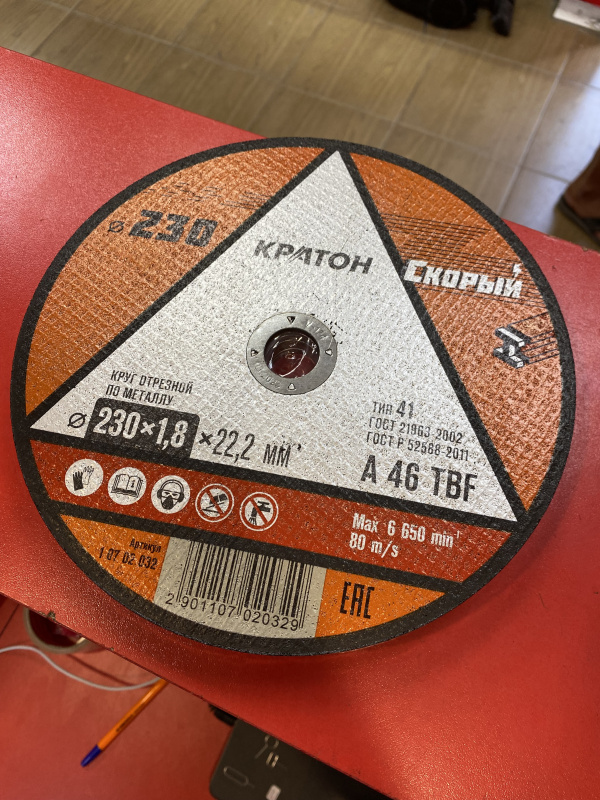 ø 230
КРАТОН
Скорый
КРУГ ОТРЕЗНОЙ
ПО МЕТАЛЛУ
ø 230×1,8 ×22,2 мм
ТИП 41
ГОСТ 21963-2002
ГОСТ Р 52588-2011
A 46 TBF
Max 6 650 min⁻¹
80 m/s
Артикул
1 07 02 032
2 901107 020329
EAC